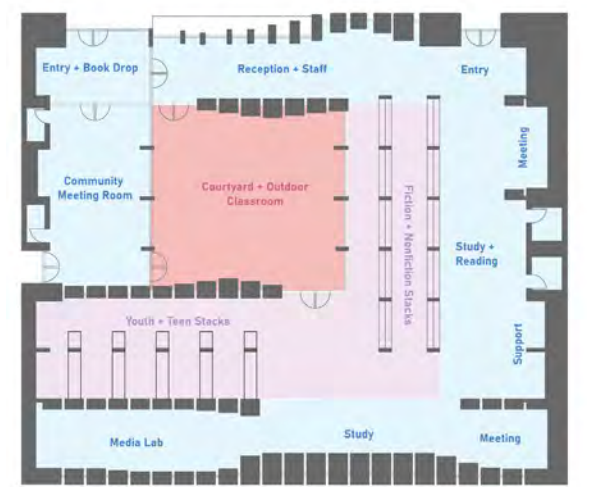 Entry + Book Drop
Reception + Staff
Entry
Meeting
Community
Meeting Room
Courtyard + Outdoor
Classroom
Fiction + Nonfiction Stacks
Study +
Reading
Youth + Teen Stacks
Support
Media Lab
Study
Meeting